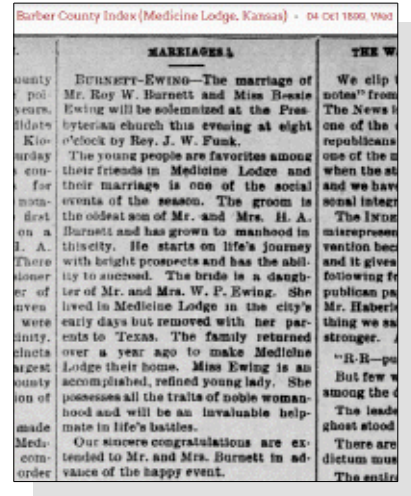 Barber County Index (Medicine Lodge, Kansas) · 04 Oct 1899, Wed
MARRIAGES.
BURNETT-EWING—The marriage of
Mr. Roy W. Burnett and Miss Bessie
Ewing will be solemnized at the Pres-
byterian church this evening at eight
o'clock by Rev. J. W. Funk.
The young people are favorites among
their friends in Medicine Lodge and
their marriage is one of the social
events of the season. The groom is
the oldest son of Mr. and Mrs. H. A.
Burnett and has grown to manhood in
this city. He starts on life's journey
with bright prospects and has the abil-
ity to succeed. The bride is a daugh-
ter of Mr. and Mrs. W. P. Ewing. She
lived in Medicine Lodge in the city's
early days but removed with her par-
ents to Texas. The family returned
over a year ago to make Medicine
Lodge their home. Miss Ewing is an
accomplished, refined young lady. She
possesses all the traits of noble woman-
hood and will be an invaluable help-
mate in life's battles.
Our sincere congratulations are ex-
tended to Mr. and Mrs. Burnett in ad-
vance of the happy event.
THE W
We clip t
notes" from
The News i
one of the
republicans
one of the m
when the st
and we hav
sonal integr
The INDE
misrepresen
vention bec
and it gives
following fr
publican pa
Mr. Haberle
thing we sa
stronger.
"R-R—pu
But few w
among the d
The leade
ghost stood
There are
dictum mus
The entire